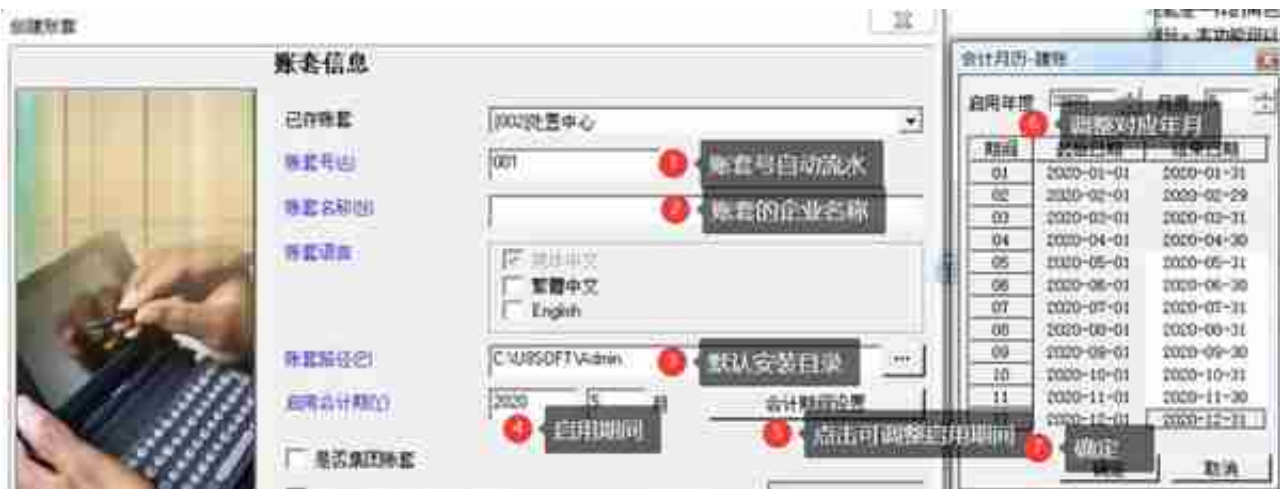 创建账套
账套信息
已存账套
[002]处置中心
账套号(A)
001
1 账套号自动流水
账套名称(N)
2 账套的企业名称
账套语言
简体中文
繁體中文
English
账套路径(P)
C:\U8SOFT\Admin
3 默认安装目录
...
启用会计期(Y)
2020
5
月
会计期间设置
4 启用期间
5 点击可调整启用期间
是否集团账套
会计月历-建账
启用年度
月份
6 调整对应年月
期间
起始日期
结束日期
01 2020-01-01 2020-01-31
02 2020-02-01 2020-02-29
03 2020-03-01 2020-03-31
04 2020-04-01 2020-04-30
05 2020-05-01 2020-05-31
06 2020-06-01 2020-06-30
07 2020-07-01 2020-07-31
08 2020-08-01 2020-08-31
09 2020-09-01 2020-09-30
10 2020-10-01 2020-10-31
11 2020-11-01 2020-11-30
2020-12-01 2020-12-31
7 确定
确定
取消